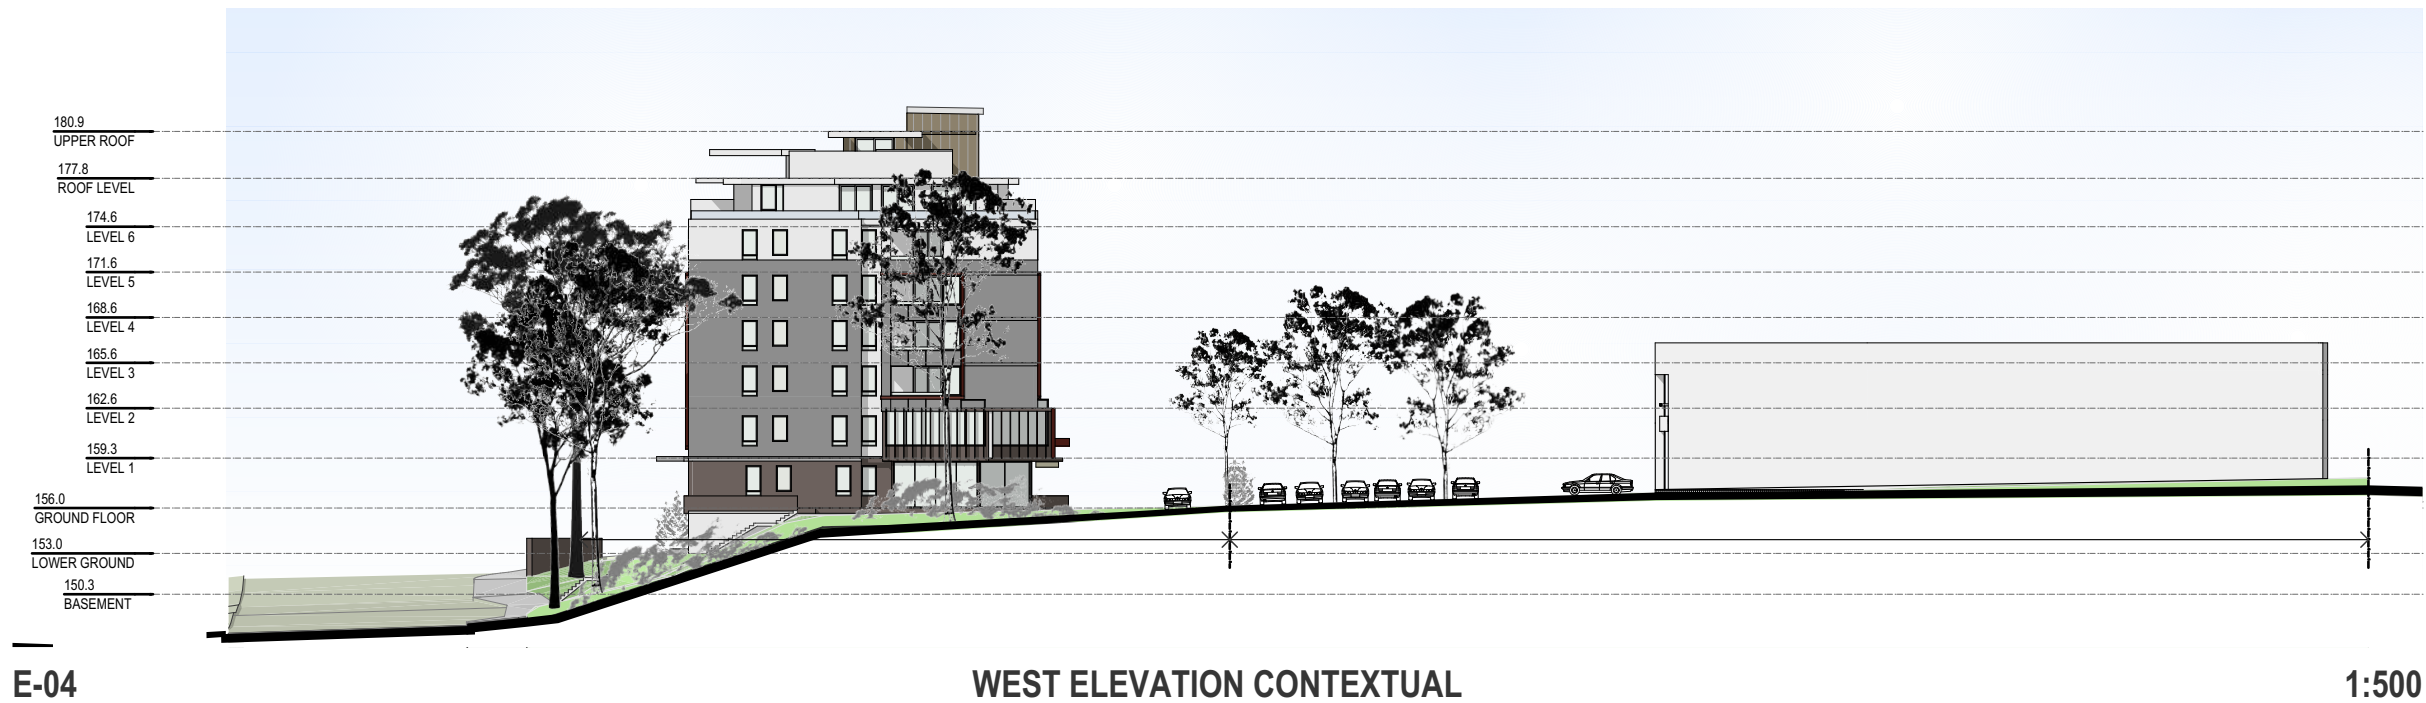 180.9
UPPER ROOF
177.8
ROOF LEVEL
174.6
LEVEL 6
171.6
LEVEL 5
168.6
LEVEL 4
165.6
LEVEL 3
162.6
LEVEL 2
159.3
LEVEL 1
156.0
GROUND FLOOR
153.0
LOWER GROUND
150.3
BASEMENT
E-04
WEST ELEVATION CONTEXTUAL
1:500